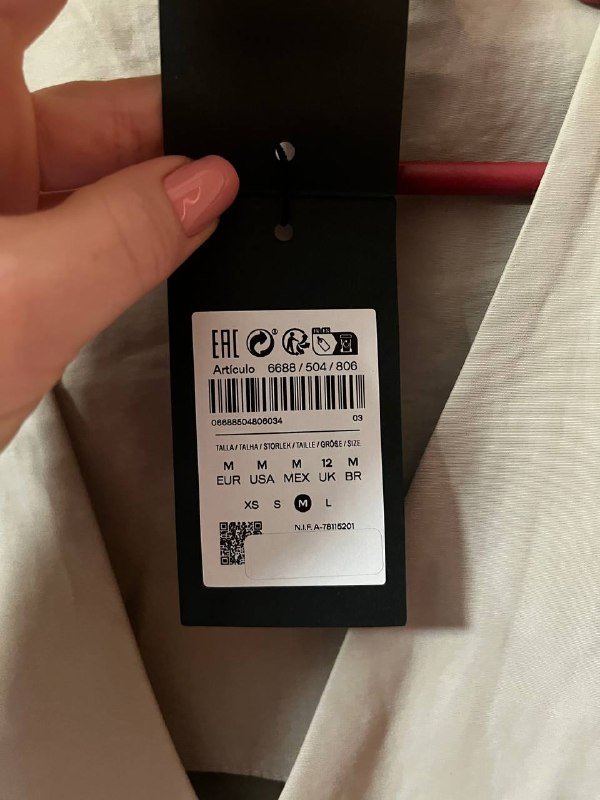 EAC
Artículo 6688 / 504 / 806
06688504806034 03
TALLA / TALHA / STORLEK / TAILLE / GRÖßE / SIZE
M M M 12 M
EUR USA MEX UK BR
XS S M L
N.I.F. A-78115201